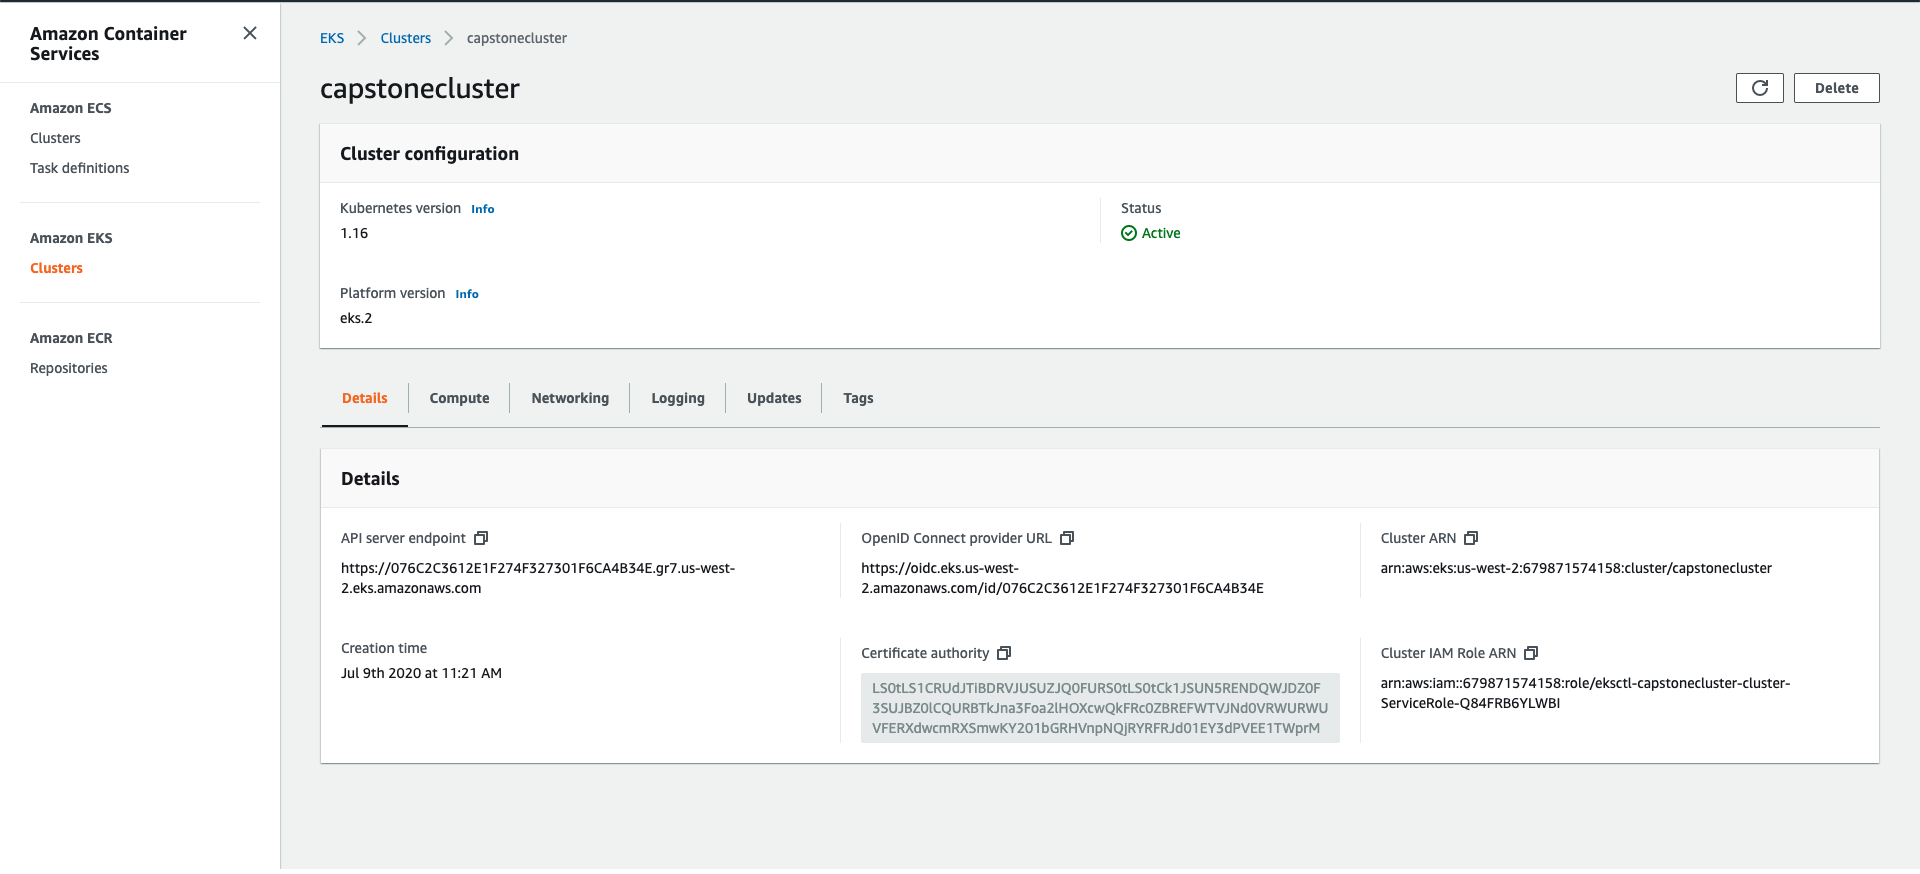 Amazon Container
Services
Amazon ECS
Clusters
Task definitions
Amazon EKS
Clusters
Amazon ECR
Repositories
EKS
Clusters
capstonecluster
capstonecluster
Delete
Cluster configuration
Kubernetes version Info
1.16
Status
Active
Platform version Info
eks.2
Details
Compute
Networking
Logging
Updates
Tags
Details
API server endpoint
https://076C2C3612E1F274F327301F6CA4B34E.gr7.us-west-
2.eks.amazonaws.com
OpenID Connect provider URL
https://oidc.eks.us-west-
2.amazonaws.com/id/076C2C3612E1F274F327301F6CA4B34E
Cluster ARN
arn:aws:eks:us-west-2:679871574158:cluster/capstonecluster
Creation time
Jul 9th 2020 at 11:21 AM
Certificate authority
LS0tLS1CRUdJTiBDRVJUSUZJQ0FURS0tLS0tCk1JSUN5RENDQWJDZ0F
3SUJBZ0lCQURBTkJna3Foa2lHOXcwQkFRc0ZBREFWTVJNd0VRWURWU
VFERXdwcmRXSmwKY201bGRHVnpNQjRYRFRJd01EY3dPVEE1TWprM
Cluster IAM Role ARN
arn:aws:iam::679871574158:role/eksctl-capstonecluster-cluster-
ServiceRole-Q84FRB6YLWBI